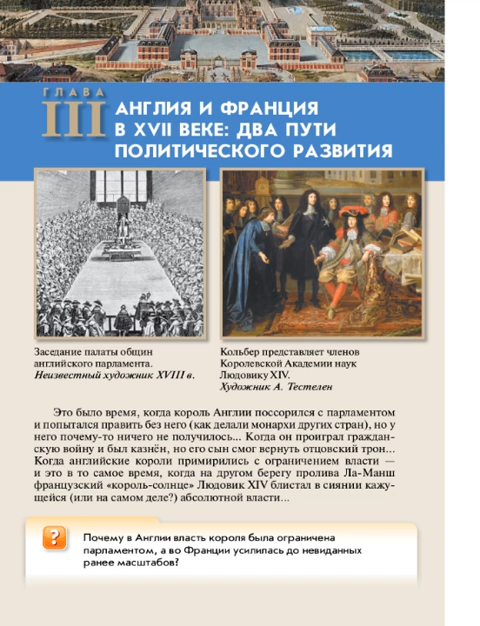 ГЛАВА
III
АНГЛИЯ И ФРАНЦИЯ
В XVII ВЕКЕ: ДВА ПУТИ
ПОЛИТИЧЕСКОГО РАЗВИТИЯ
Заседание палаты общин
английского парламента.
Неизвестный художник XVIII в.
Кольбер представляет членов
Королевской Академии наук
Людовику XIV.
Художник А. Тестелен
Это было время, когда король Англии поссорился с парламентом
и попытался править без него (как делали монархи других стран), но у
него почему-то ничего не получилось... Когда он проиграл граждан-
скую войну и был казнён, но его сын смог вернуть отцовский трон...
Когда английские короли примирились с ограничением власти —
и это в то самое время, когда на другом берегу пролива Ла-Манш
французский «король-солнце» Людовик XIV блистал в сиянии кажу-
щейся (или на самом деле?) абсолютной власти...
?
Почему в Англии власть короля была ограничена
парламентом, а во Франции усилилась до невиданных
ранее масштабов?